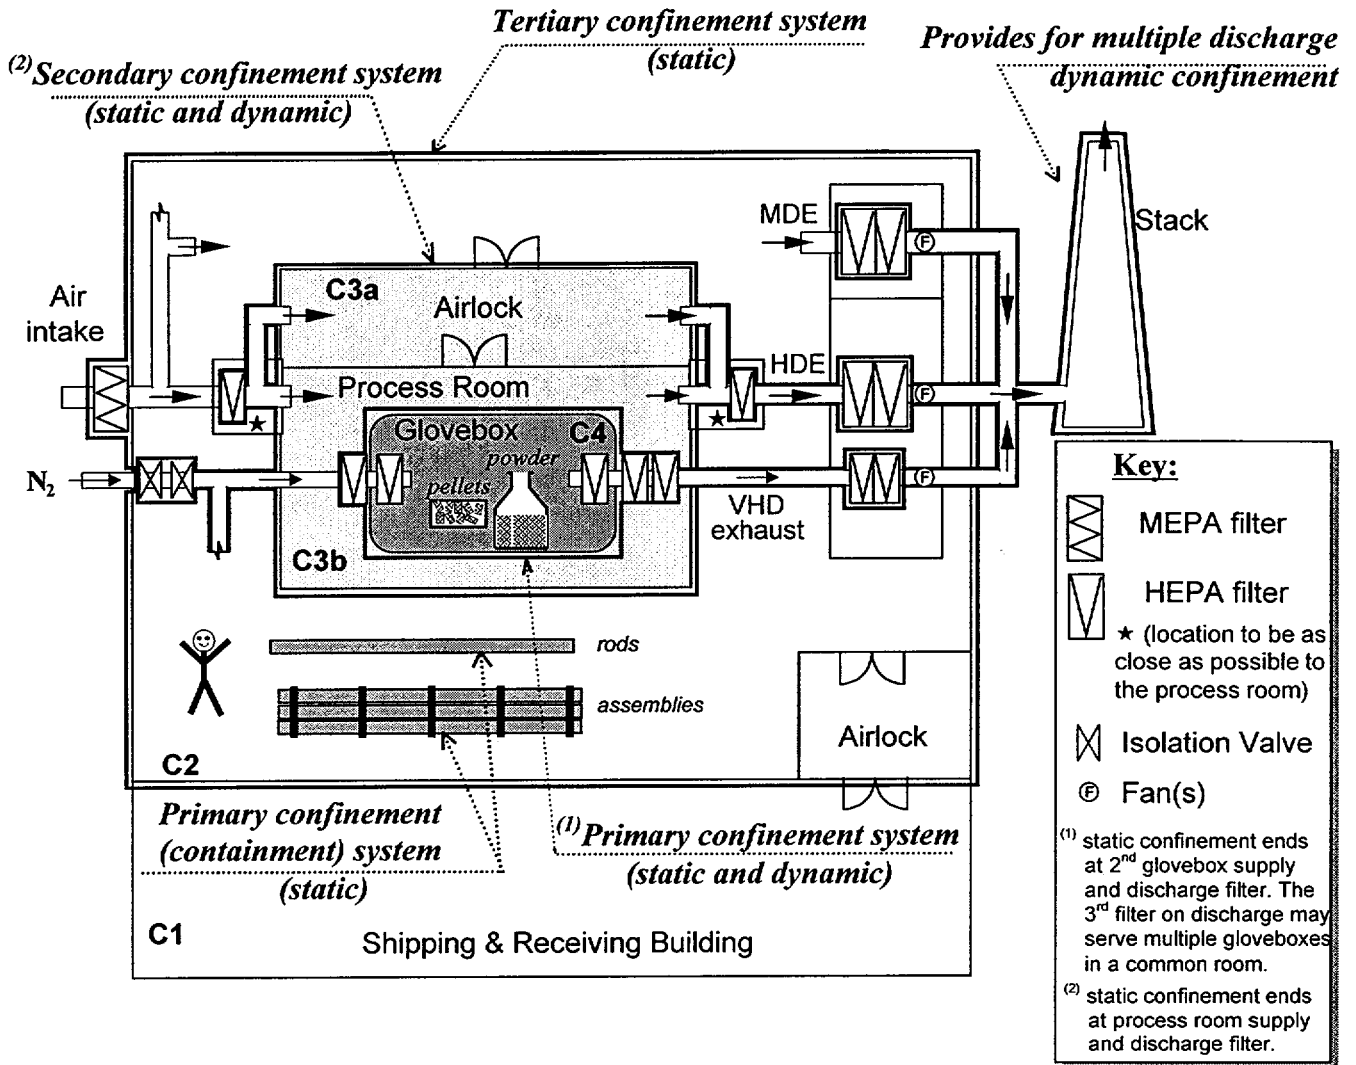 Tertiary confinement system
(static)
Provides for multiple discharge
dynamic confinement
(2)Secondary confinement system
(static and dynamic)
MDE
Stack
C3a
Airlock
Air
intake
HDE
Process Room
★
★
Glovebox
C4
powder
pellets
N2
VHD
exhaust
C3b
rods
assemblies
Airlock
C2
Primary confinement
(containment) system
(static)
(1)Primary confinement system
(static and dynamic)
C1
Shipping & Receiving Building
F
F
F
Key:
MEPA filter
HEPA filter
★ (location to be as
close as possible to
the process room)
Isolation Valve
F Fan(s)
(1) static confinement ends
at 2nd glovebox supply
and discharge filter. The
3rd filter on discharge may
serve multiple gloveboxes
in a common room.
(2) static confinement ends
at process room supply
and discharge filter.